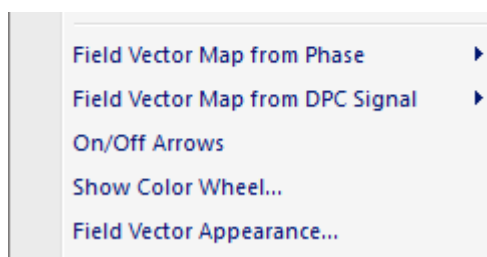 Field Vector Map from Phase
Field Vector Map from DPC Signal
On/Off Arrows
Show Color Wheel...
Field Vector Appearance...